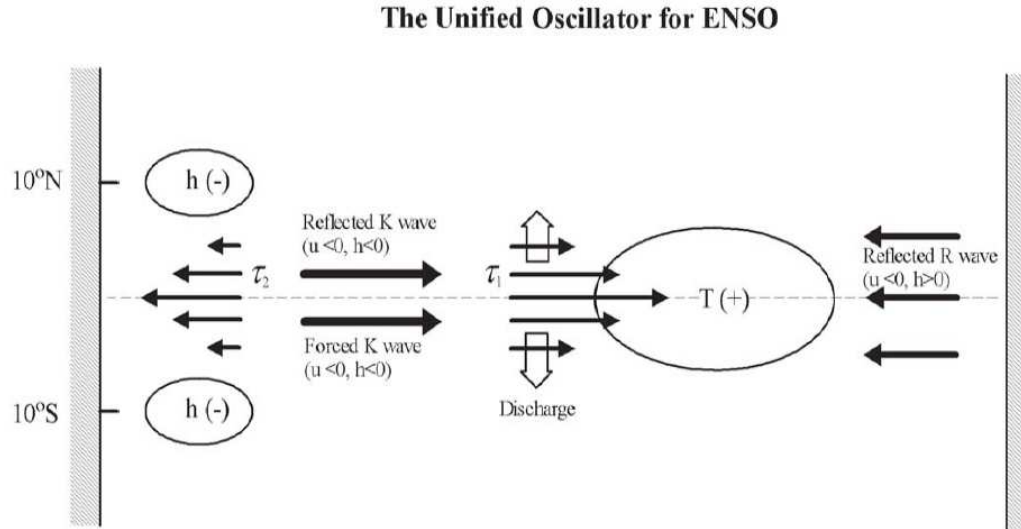 The Unified Oscillator for ENSO
10°N
h (-)
Reflected K wave
(u <0, h<0)
τ₂
τ₁
Reflected R wave
(u <0, h>0)
T (+)
Forced K wave
(u <0, h<0)
10°S
h (-)
Discharge